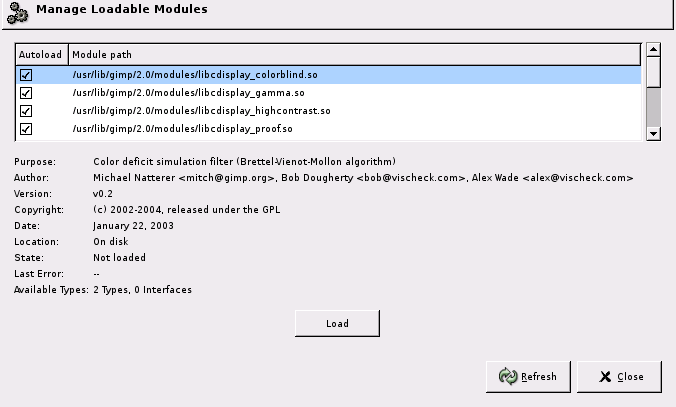 Manage Loadable Modules
Autoload Module path
/usr/lib/gimp/2.0/modules/libcdisplay_colorblind.so
/usr/lib/gimp/2.0/modules/libcdisplay_gamma.so
/usr/lib/gimp/2.0/modules/libcdisplay_highcontrast.so
/usr/lib/gimp/2.0/modules/libcdisplay_proof.so
Purpose: Color deficit simulation filter (Brettel-Vienot-Mollon algorithm)
Author: Michael Natterer <mitch@gimp.org>, Bob Dougherty <bob@vischeck.com>, Alex Wade <alex@vischeck.com>
Version: v0.2
Copyright: (c) 2002-2004, released under the GPL
Date: January 22, 2003
Location: On disk
State: Not loaded
Last Error: --
Available Types: 2 Types, 0 Interfaces
Load
Refresh Close